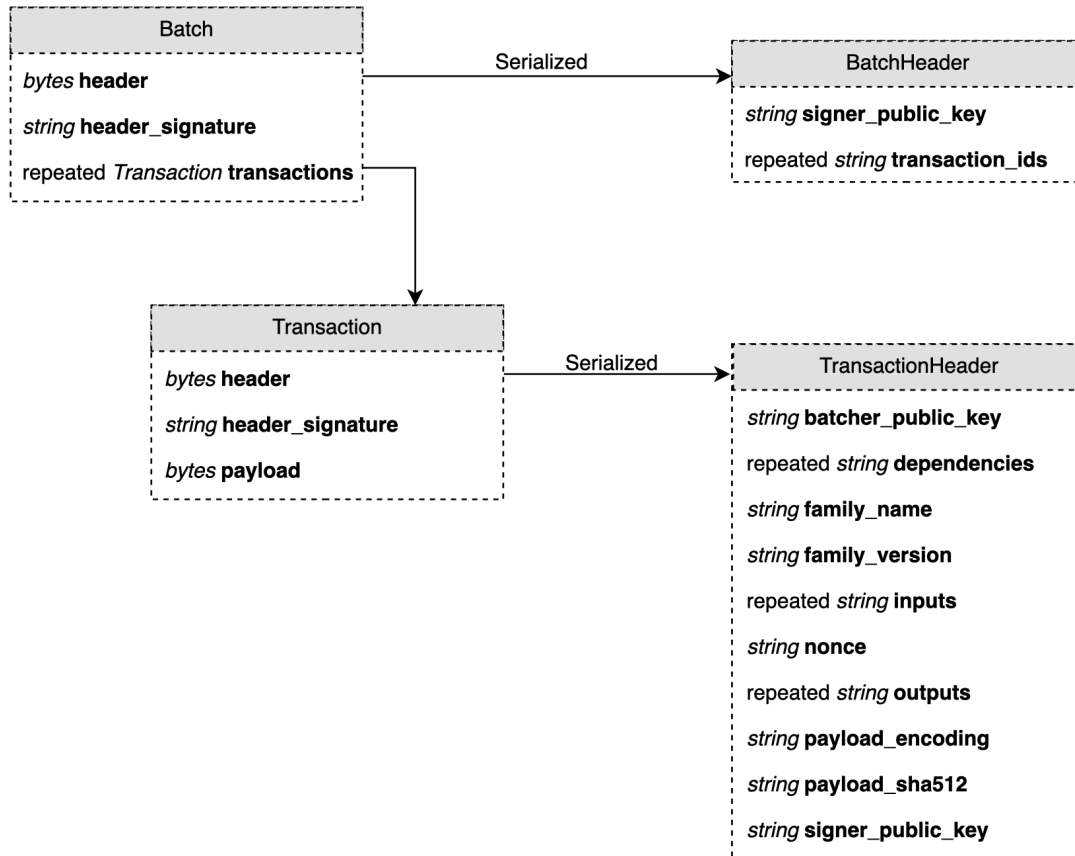 Batch
bytes header
string header_signature
repeated Transaction transactions
Serialized
BatchHeader
string signer_public_key
repeated string transaction_ids
Transaction
bytes header
string header_signature
bytes payload
Serialized
TransactionHeader
string batcher_public_key
repeated string dependencies
string family_name
string family_version
repeated string inputs
string nonce
repeated string outputs
string payload_encoding
string payload_sha512
string signer_public_key